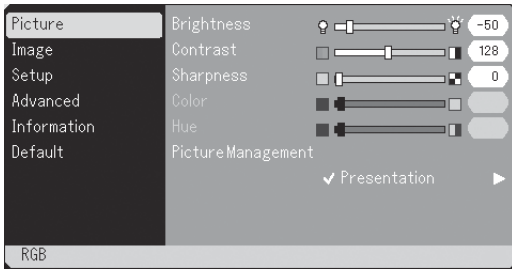 Picture
Image
Setup
Advanced
Information
Default
Brightness -50
Contrast 128
Sharpness 0
Color
Hue
Picture Management
✓ Presentation ▶
RGB